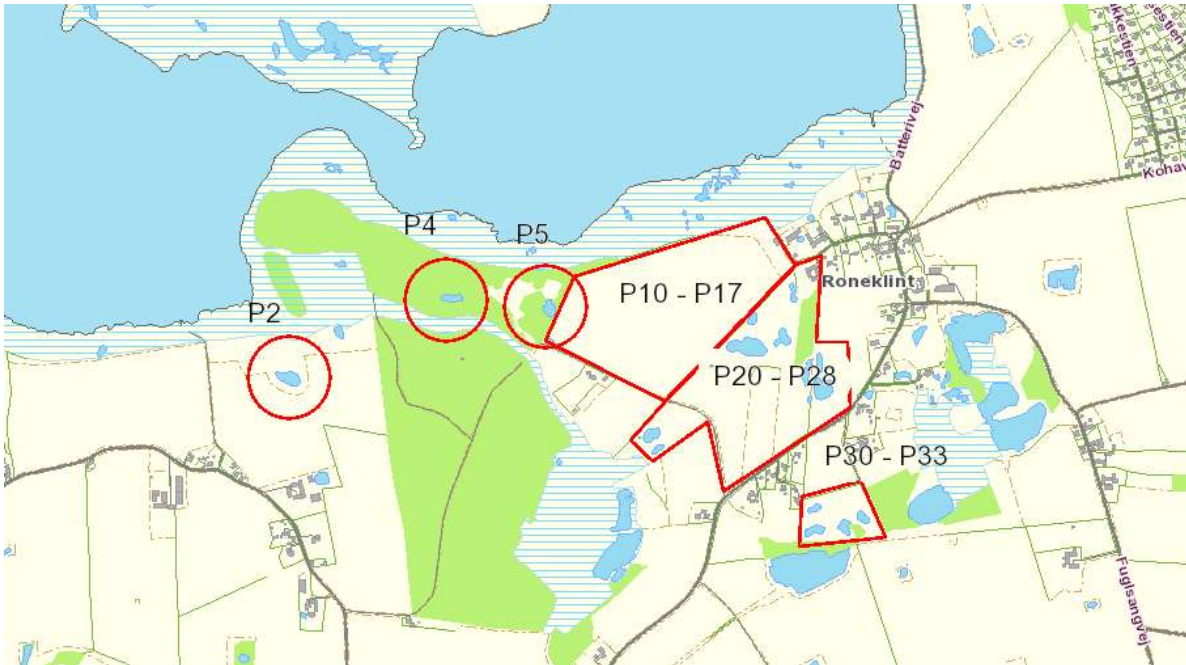 Batterivej
P4
P5
P10 - P17
Roneklint
P2
P20 - P28
P30 - P33
Fuglsangvej